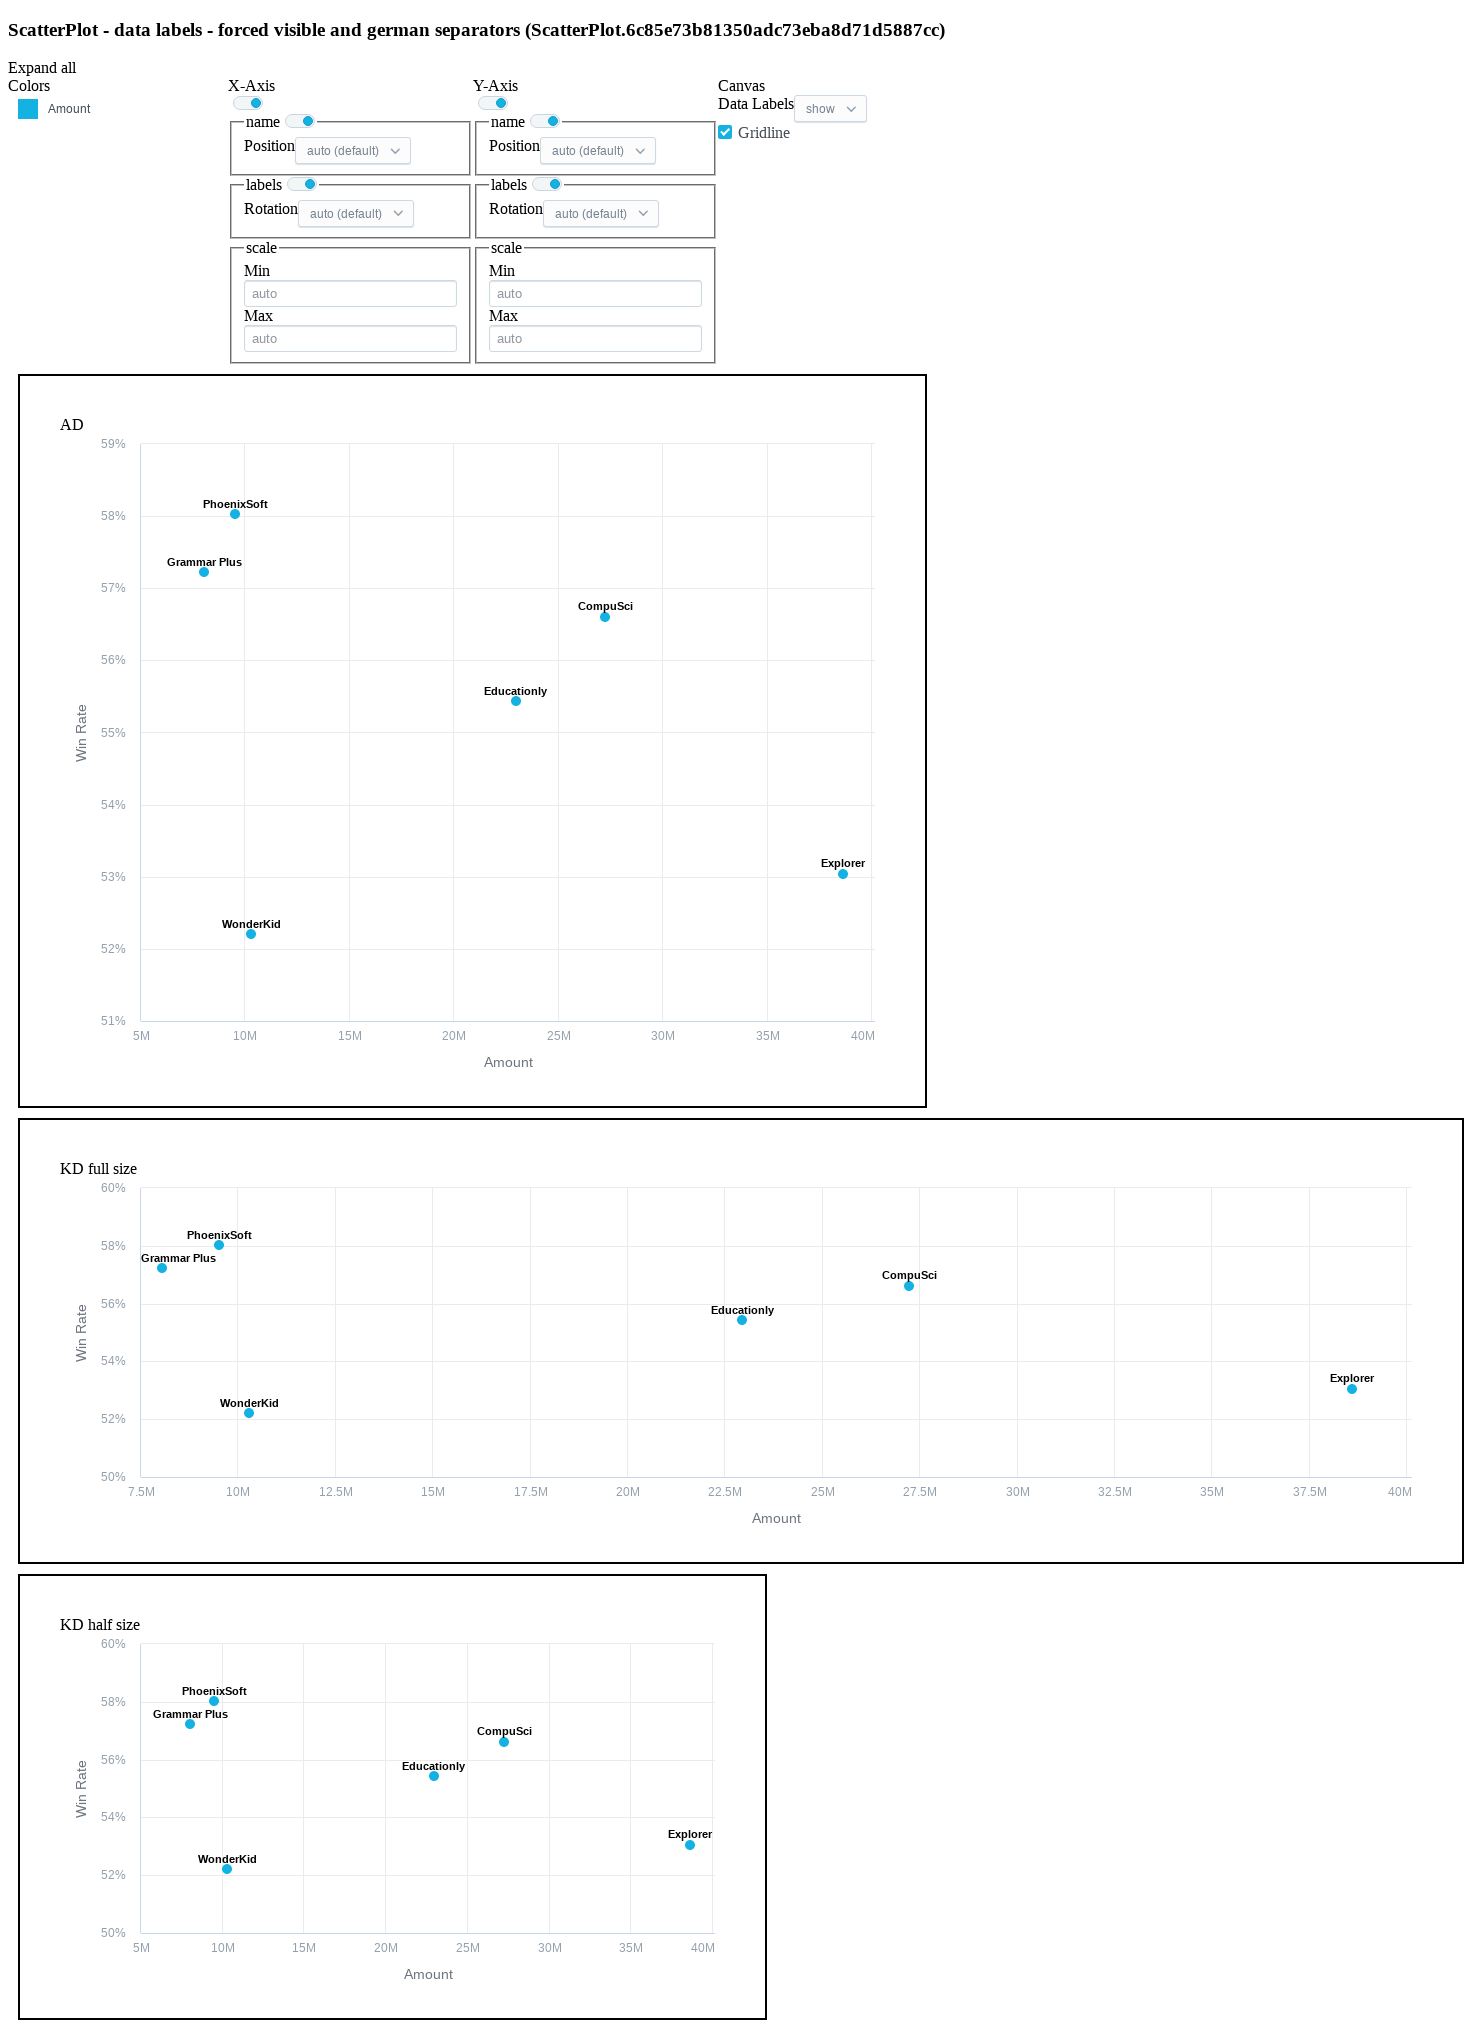 ScatterPlot - data labels - forced visible and german separators (ScatterPlot.6c85e73b81350adc73eba8d71d5887cc)
Expand all
Colors
Amount
X-Axis
name
Position auto (default)
labels
Rotation auto (default)
scale
Min
auto
Max
auto
Y-Axis
name
Position auto (default)
labels
Rotation auto (default)
scale
Min
auto
Max
auto
Canvas
Data Labels show
Gridline
AD
59%
PhoenixSoft
58%
Grammar Plus
57%
CompuSci
56%
Educationly
Win Rate
55%
54%
Explorer
53%
WonderKid
52%
51%
5M 10M 15M 20M 25M 30M 35M 40M
Amount
KD full size
60%
PhoenixSoft
58%
Grammar Plus
CompuSci
56%
Educationly
Win Rate
54%
Explorer
WonderKid
52%
50%
7.5M 10M 12.5M 15M 17.5M 20M 22.5M 25M 27.5M 30M 32.5M 35M 37.5M 40M
Amount
KD half size
60%
PhoenixSoft
58%
Grammar Plus
CompuSci
56%
Educationly
Win Rate
54%
Explorer
WonderKid
52%
50%
5M 10M 15M 20M 25M 30M 35M 40M
Amount